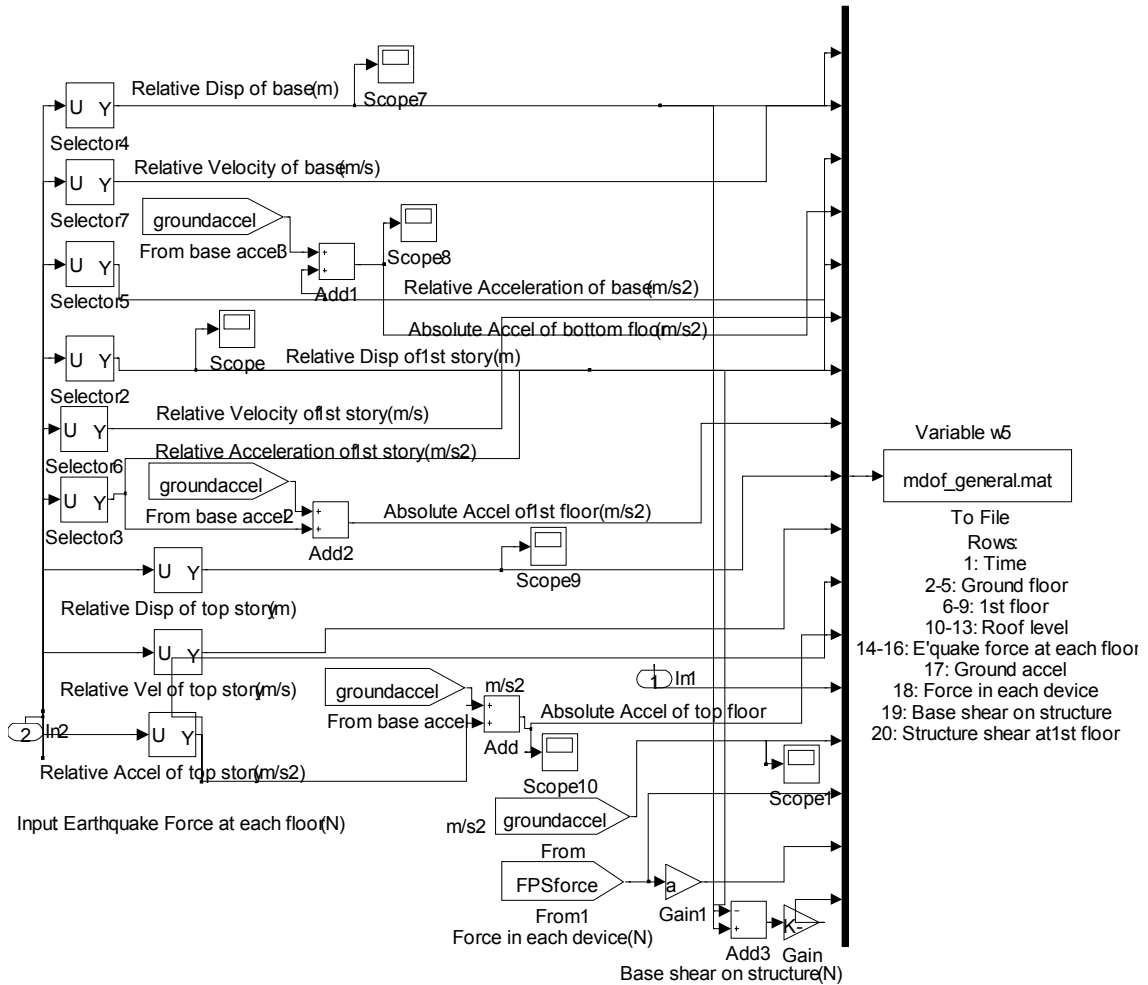 Relative Disp of base(m)
Scope7
U Y
Selector4
Relative Velocity of base(m/s)
U Y
Selector7
groundaccel
From base accel3
+
+
Add1
Scope8
U Y
Selector5
Relative Acceleration of base(m/s2)
Absolute Accel of bottom floor(m/s2)
Scope
Relative Disp of1st story(m)
U Y
Selector2
Relative Velocity of1st story(m/s)
U Y
Selector6
Relative Acceleration of1st story(m/s2)
groundaccel
From base accel2
U Y
Selector3
+
+
Add2
Absolute Accel of1st floor(m/s2)
Scope9
U Y
Relative Disp of top story(m)
U Y
Relative Vel of top story(m/s)
groundaccel
From base accel
m/s2
+
+
Add
Absolute Accel of top floor
1
In1
2
In2
U Y
Relative Accel of top story(m/s2)
Scope10
Scope1
Input Earthquake Force at each floor(N)
m/s2
groundaccel
From
FPSforce
From1
Force in each device(N)
a
Gain1
-
+
Add3
K-
Gain
Base shear on structure(N)
Variable w5
mdof_general.mat
To File
Rows:
1: Time
2-5: Ground floor
6-9: 1st floor
10-13: Roof level
14-16: E'quake force at each floor
17: Ground accel
18: Force in each device
19: Base shear on structure
20: Structure shear at1st floor